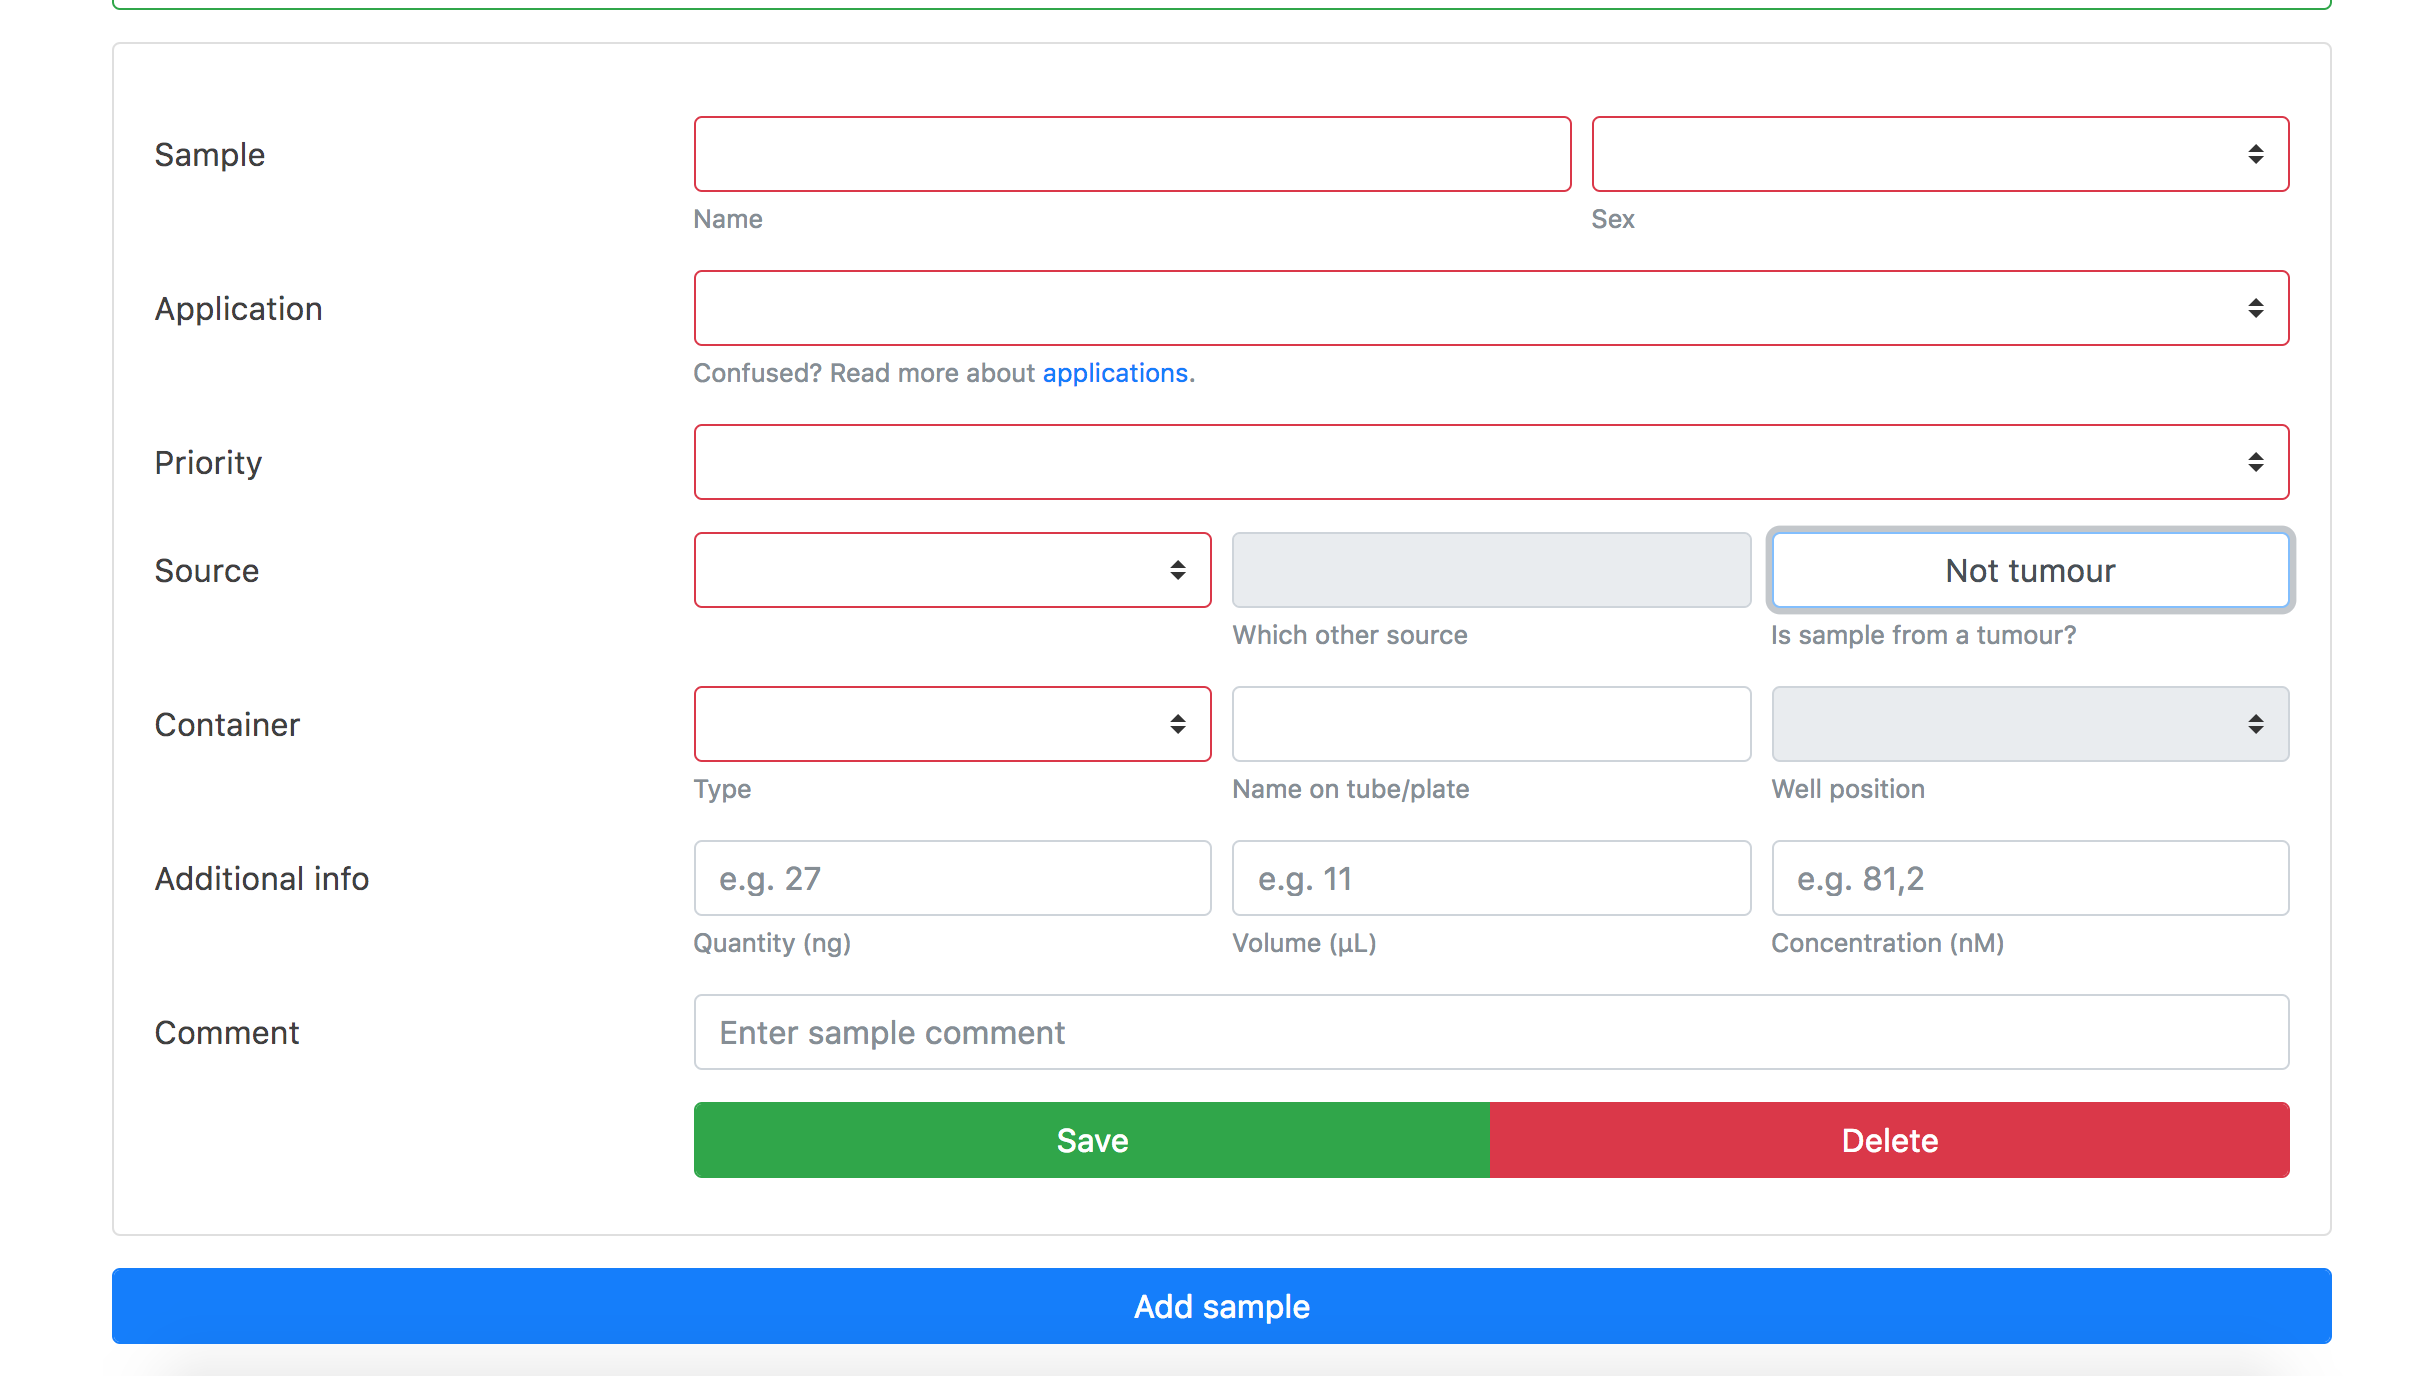 Sample
Name
Sex
Application
Confused? Read more about applications.
Priority
Source
Not tumour
Which other source
Is sample from a tumour?
Container
Type
Name on tube/plate
Well position
Additional info
e.g. 27
e.g. 11
e.g. 81,2
Quantity (ng)
Volume (µL)
Concentration (nM)
Comment
Enter sample comment
Save
Delete
Add sample